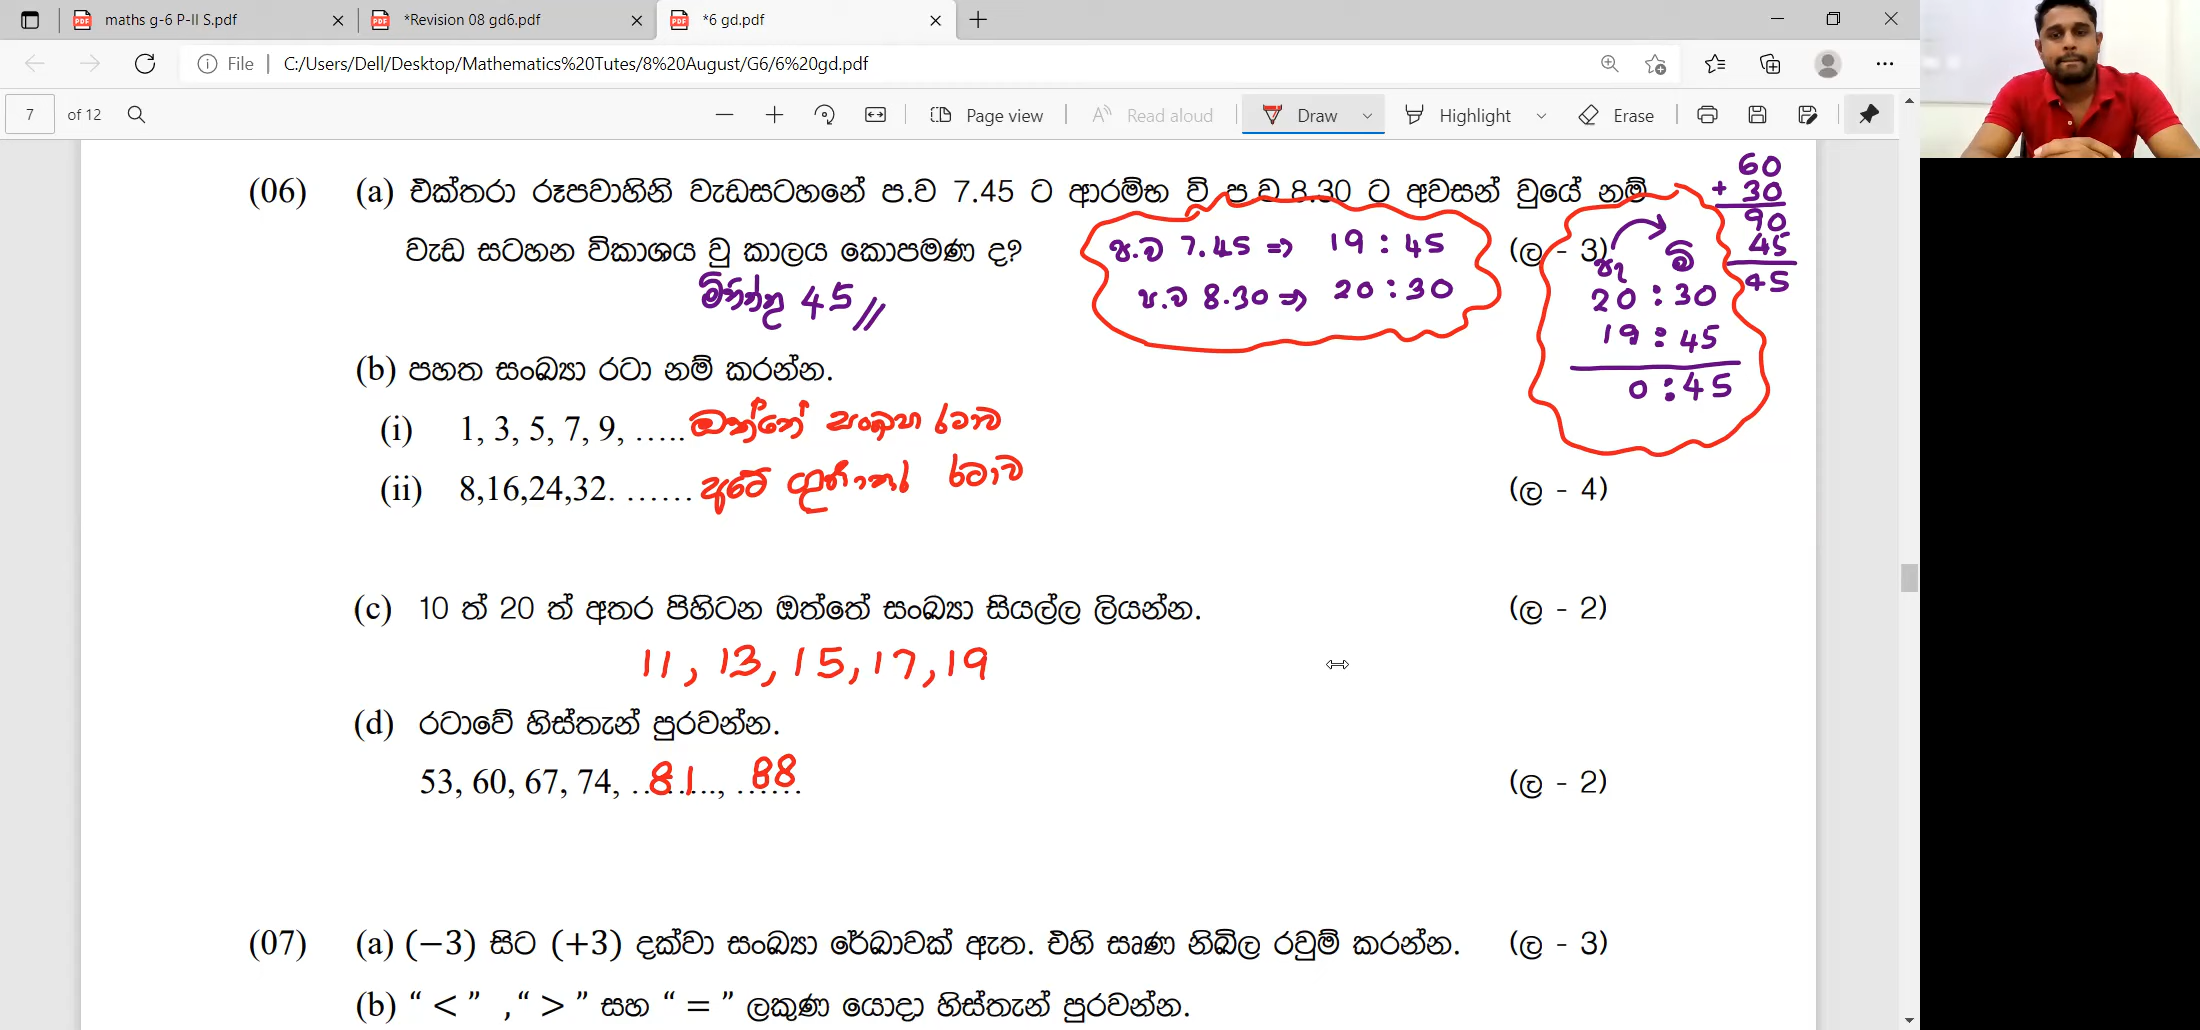 maths g-6 P-II S.pdf
*Revision 08 gd6.pdf
*6 gd.pdf
File
C:/Users/Dell/Desktop/Mathematics%20Tutes/8%20August/G6/6%20gd.pdf
7 of 12
Page view
Read aloud
Draw
Highlight
Erase
(06) (a) එක්තරා රූපවාහිනි වැඩසටහනේ ප.ව 7.45 ට ආරම්භ වි ප.ව 8.30 ට අවසන් වූයේ නම්
වැඩ සටහන විකාශය වූ කාලය කොපමණ ද? (ල - 3)
මිනිත්තු 45 //
ප.ව 7.45 ⇒ 19 : 45
ප.ව 8.30 ⇒ 20 : 30
60
+ 30
90
45
45
පැ මි
20 : 30
19 : 45
0 : 45
(b) පහත සංඛ්‍යා රටා නම් කරන්න.
(i) 1, 3, 5, 7, 9, ..... ඔත්තේ සංඛ්‍යා රටාව
(ii) 8,16,24,32. ...... අටේ ගුණාකාර රටාව (ල - 4)
(c) 10 ත් 20 ත් අතර පිහිටන ඔත්තේ සංඛ්‍යා සියල්ල ලියන්න. (ල - 2)
11, 13, 15, 17, 19
(d) රටාවේ හිස්තැන් පුරවන්න.
53, 60, 67, 74, 81, 88 (ල - 2)
(07) (a) (−3) සිට (+3) දක්වා සංඛ්‍යා රේඛාවක් ඇත. එහි සෘණ නිඛිල රවුම් කරන්න. (ල - 3)
(b) “ < ” , “ > ” සහ “ = ” ලකුණ යොදා හිස්තැන් පුරවන්න.